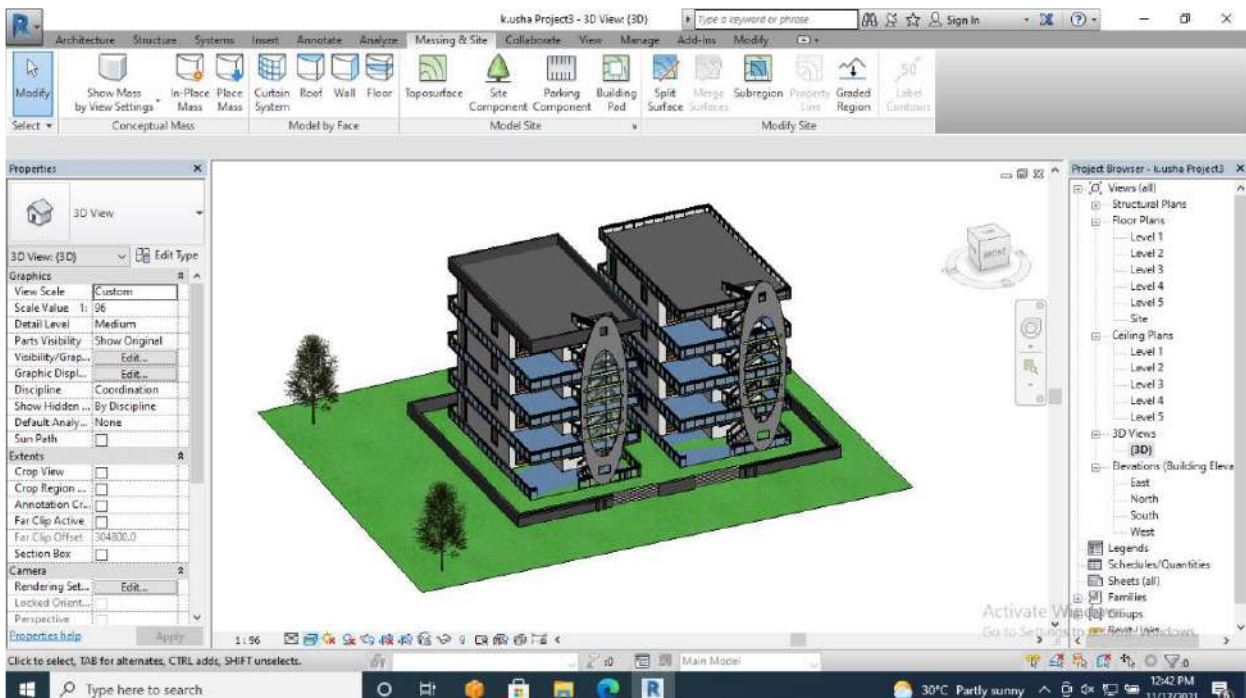 k.usha Project3 - 3D View: {3D}
Type a keyword or phrase
Sign In
Architecture Structure Systems Insert Annotate Analyze Massing & Site Collaborate View Manage Add-Ins Modify
Modify
Show Mass by View Settings
In-Place Mass
Place Mass
Curtain System
Roof
Wall
Floor
Toposurface
Site Component
Parking Component
Building Pad
Split Surface
Merge Surfaces
Subregion
Property Line
Graded Region
Label Contours
Select
Conceptual Mass
Model by Face
Model Site
Modify Site
Properties
3D View
3D View: {3D}
Edit Type
Graphics
View Scale Custom
Scale Value 1: 96
Detail Level Medium
Parts Visibility Show Original
Visibility/Grap... Edit...
Graphic Displ... Edit...
Discipline Coordination
Show Hidden ... By Discipline
Default Analy... None
Sun Path
Extents
Crop View
Crop Region ...
Annotation Cr...
Far Clip Active
Far Clip Offset 304800.0
Section Box
Camera
Rendering Set... Edit...
Locked Orient...
Perspective
Properties help
Apply
FRONT
Project Browser - k.usha Project3
Views (all)
Structural Plans
Floor Plans
Level 1
Level 2
Level 3
Level 4
Level 5
Site
Ceiling Plans
Level 1
Level 2
Level 3
Level 4
Level 5
3D Views
{3D}
Elevations (Building Eleva
East
North
South
West
Legends
Schedules/Quantities
Sheets (all)
Families
Groups
Activate Windows
Go to Settings to Windows.
1 : 96
Click to select, TAB for alternates, CTRL adds, SHIFT unselects.
:0
Main Model
:0
Type here to search
30°C Partly sunny
12:42 PM
11/17/2021